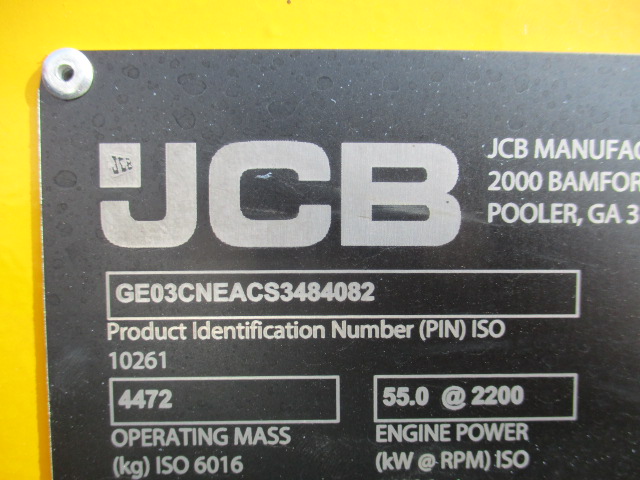 JCB
JCB
JCB MANUFAC
2000 BAMFOR
POOLER, GA 3
GE03CNEACS3484082
Product Identification Number (PIN) ISO
10261
4472
55.0 @ 2200
OPERATING MASS
(kg) ISO 6016
ENGINE POWER
(kW @ RPM) ISO